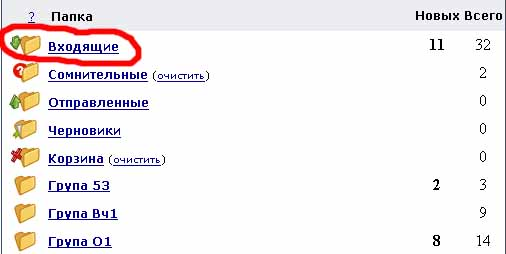 ? Папка Новых Всего
Входящие 11 32
Сомнительные (очистить) 2
Отправленные 0
Черновики 0
Корзина (очистить) 0
Група 53 2 3
Група Вч1 9
Група О1 8 14